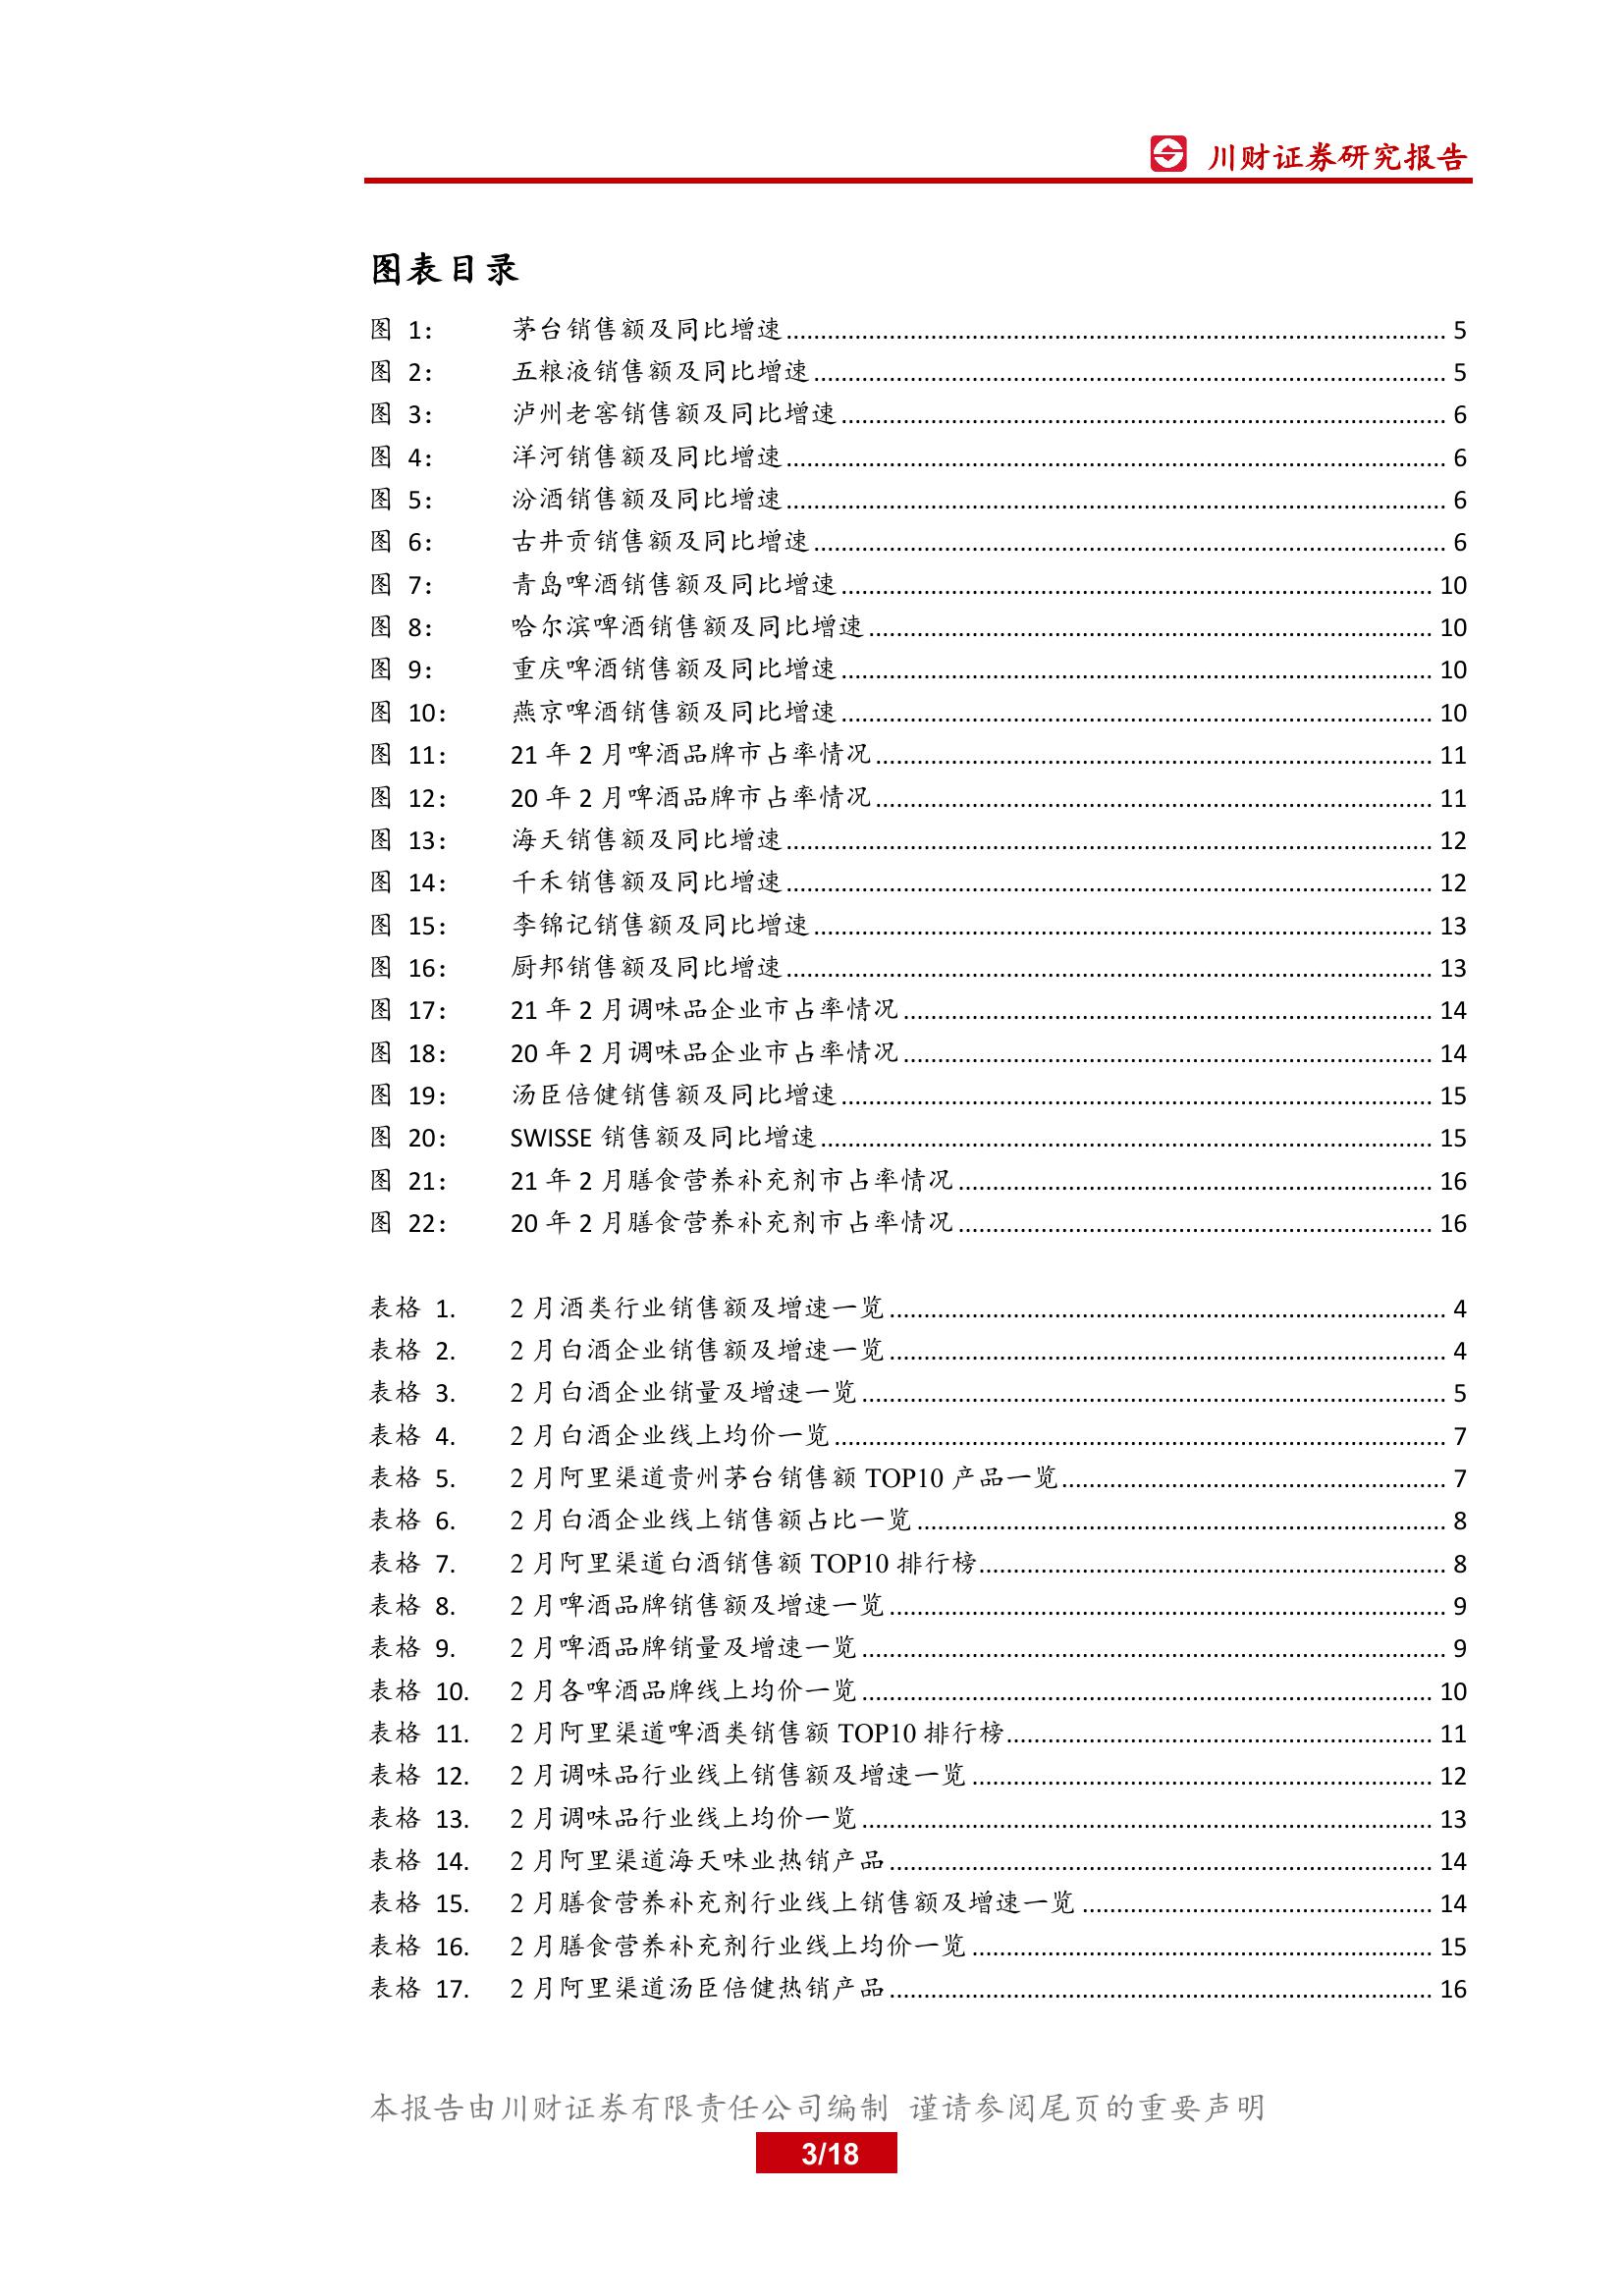 川财证券研究报告
图表目录
图 1: 茅台销售额及同比增速 5
图 2: 五粮液销售额及同比增速 5
图 3: 泸州老窖销售额及同比增速 6
图 4: 洋河销售额及同比增速 6
图 5: 汾酒销售额及同比增速 6
图 6: 古井贡销售额及同比增速 6
图 7: 青岛啤酒销售额及同比增速 10
图 8: 哈尔滨啤酒销售额及同比增速 10
图 9: 重庆啤酒销售额及同比增速 10
图 10: 燕京啤酒销售额及同比增速 10
图 11: 21 年 2 月啤酒品牌市占率情况 11
图 12: 20 年 2 月啤酒品牌市占率情况 11
图 13: 海天销售额及同比增速 12
图 14: 千禾销售额及同比增速 12
图 15: 李锦记销售额及同比增速 13
图 16: 厨邦销售额及同比增速 13
图 17: 21 年 2 月调味品企业市占率情况 14
图 18: 20 年 2 月调味品企业市占率情况 14
图 19: 汤臣倍健销售额及同比增速 15
图 20: SWISSE 销售额及同比增速 15
图 21: 21 年 2 月膳食营养补充剂市占率情况 16
图 22: 20 年 2 月膳食营养补充剂市占率情况 16
表格 1. 2 月酒类行业销售额及增速一览 4
表格 2. 2 月白酒企业销售额及增速一览 4
表格 3. 2 月白酒企业销量及增速一览 5
表格 4. 2 月白酒企业线上均价一览 7
表格 5. 2 月阿里渠道贵州茅台销售额 TOP10 产品一览 7
表格 6. 2 月白酒企业线上销售额占比一览 8
表格 7. 2 月阿里渠道白酒销售额 TOP10 排行榜 8
表格 8. 2 月啤酒品牌销售额及增速一览 9
表格 9. 2 月啤酒品牌销量及增速一览 9
表格 10. 2 月各啤酒品牌线上均价一览 10
表格 11. 2 月阿里渠道啤酒类销售额 TOP10 排行榜 11
表格 12. 2 月调味品行业线上销售额及增速一览 12
表格 13. 2 月调味品行业线上均价一览 13
表格 14. 2 月阿里渠道海天味业热销产品 14
表格 15. 2 月膳食营养补充剂行业线上销售额及增速一览 14
表格 16. 2 月膳食营养补充剂行业线上均价一览 15
表格 17. 2 月阿里渠道汤臣倍健热销产品 16
本报告由川财证券有限责任公司编制 谨请参阅尾页的重要声明
3/18